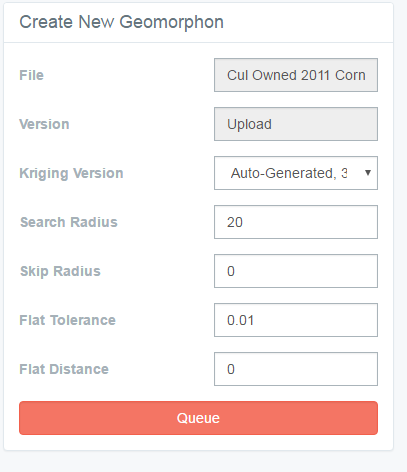 Create New Geomorphon
File Cul Owned 2011 Corn
Version Upload
Kriging Version Auto-Generated, 3
Search Radius 20
Skip Radius 0
Flat Tolerance 0.01
Flat Distance 0
Queue